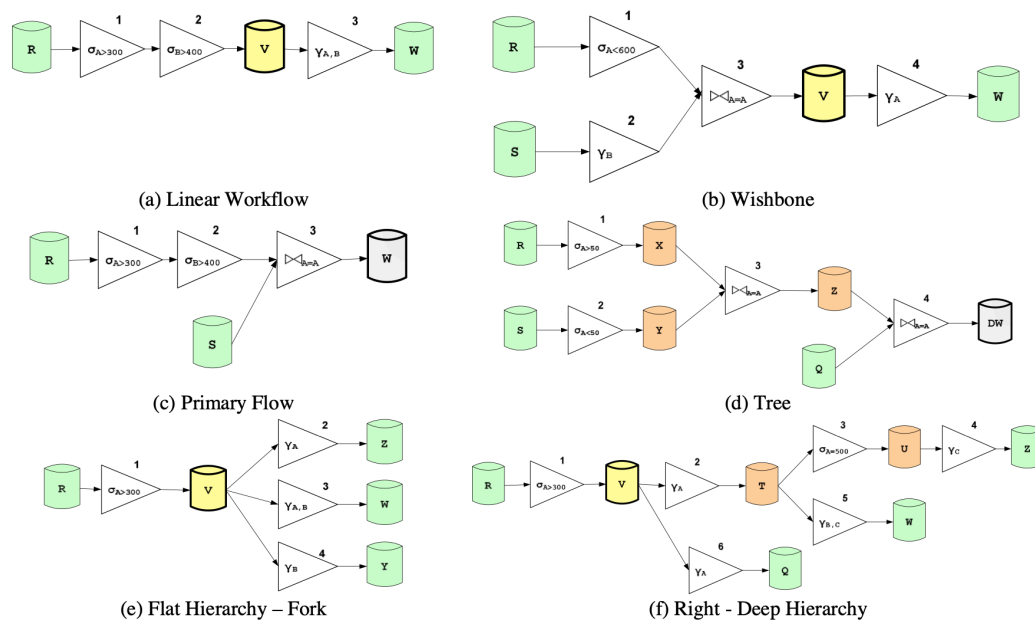 1 2 3
R σA>300 σB>400 V γA,B W
(a) Linear Workflow
1
R σA<600
3 4
⋈A=A V γA W
2
S γB
(b) Wishbone
1 2 3
R σA>300 σB>400 ⋈A=A W
S
(c) Primary Flow
1
R σA>50 X
3
⋈A=A Z
2
S σA<50 Y
4
⋈A=A DW
Q
(d) Tree
2
γA Z
1 3
R σA>300 V γA,B W
4
γB Y
(e) Flat Hierarchy – Fork
3 4
σA=500 U γC Z
1 2
R σA>300 V γA T
5
γB,C W
6
γA Q
(f) Right - Deep Hierarchy